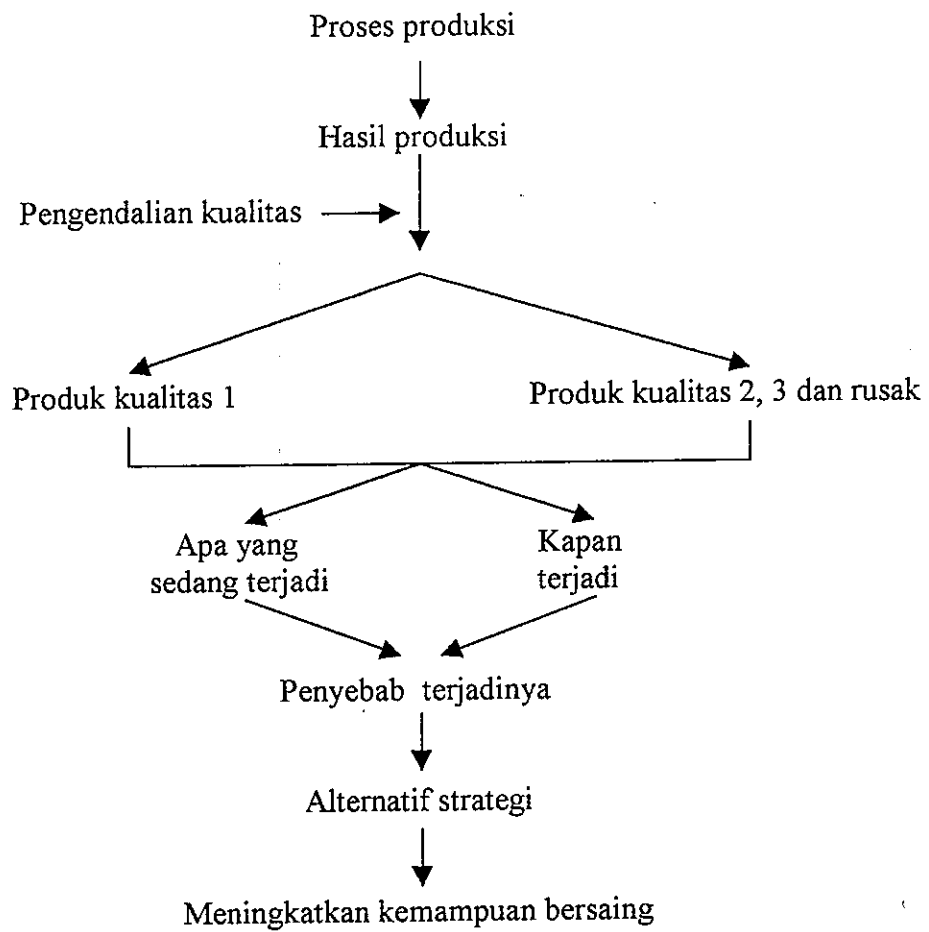 Proses produksi
Hasil produksi
Pengendalian kualitas
Produk kualitas 1
Produk kualitas 2, 3 dan rusak
Apa yang
sedang terjadi
Kapan
terjadi
Penyebab terjadinya
Alternatif strategi
Meningkatkan kemampuan bersaing